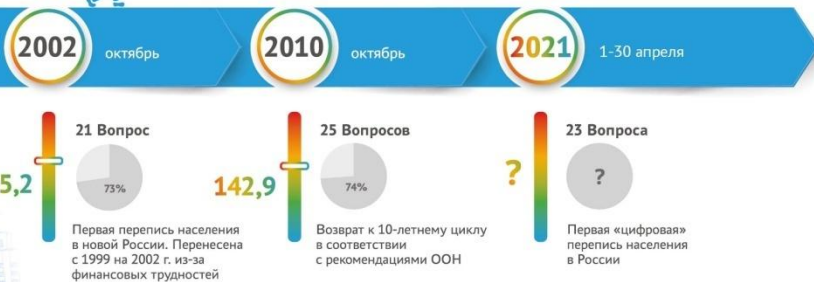 2002
октябрь
2010
октябрь
2021
1-30 апреля
21 Вопрос
73%
5,2
Первая перепись населения
в новой России. Перенесена
с 1999 на 2002 г. из-за
финансовых трудностей
25 Вопросов
74%
142,9
Возврат к 10-летнему циклу
в соответствии
с рекомендациями ООН
23 Вопроса
?
?
Первая «цифровая»
перепись населения
в России